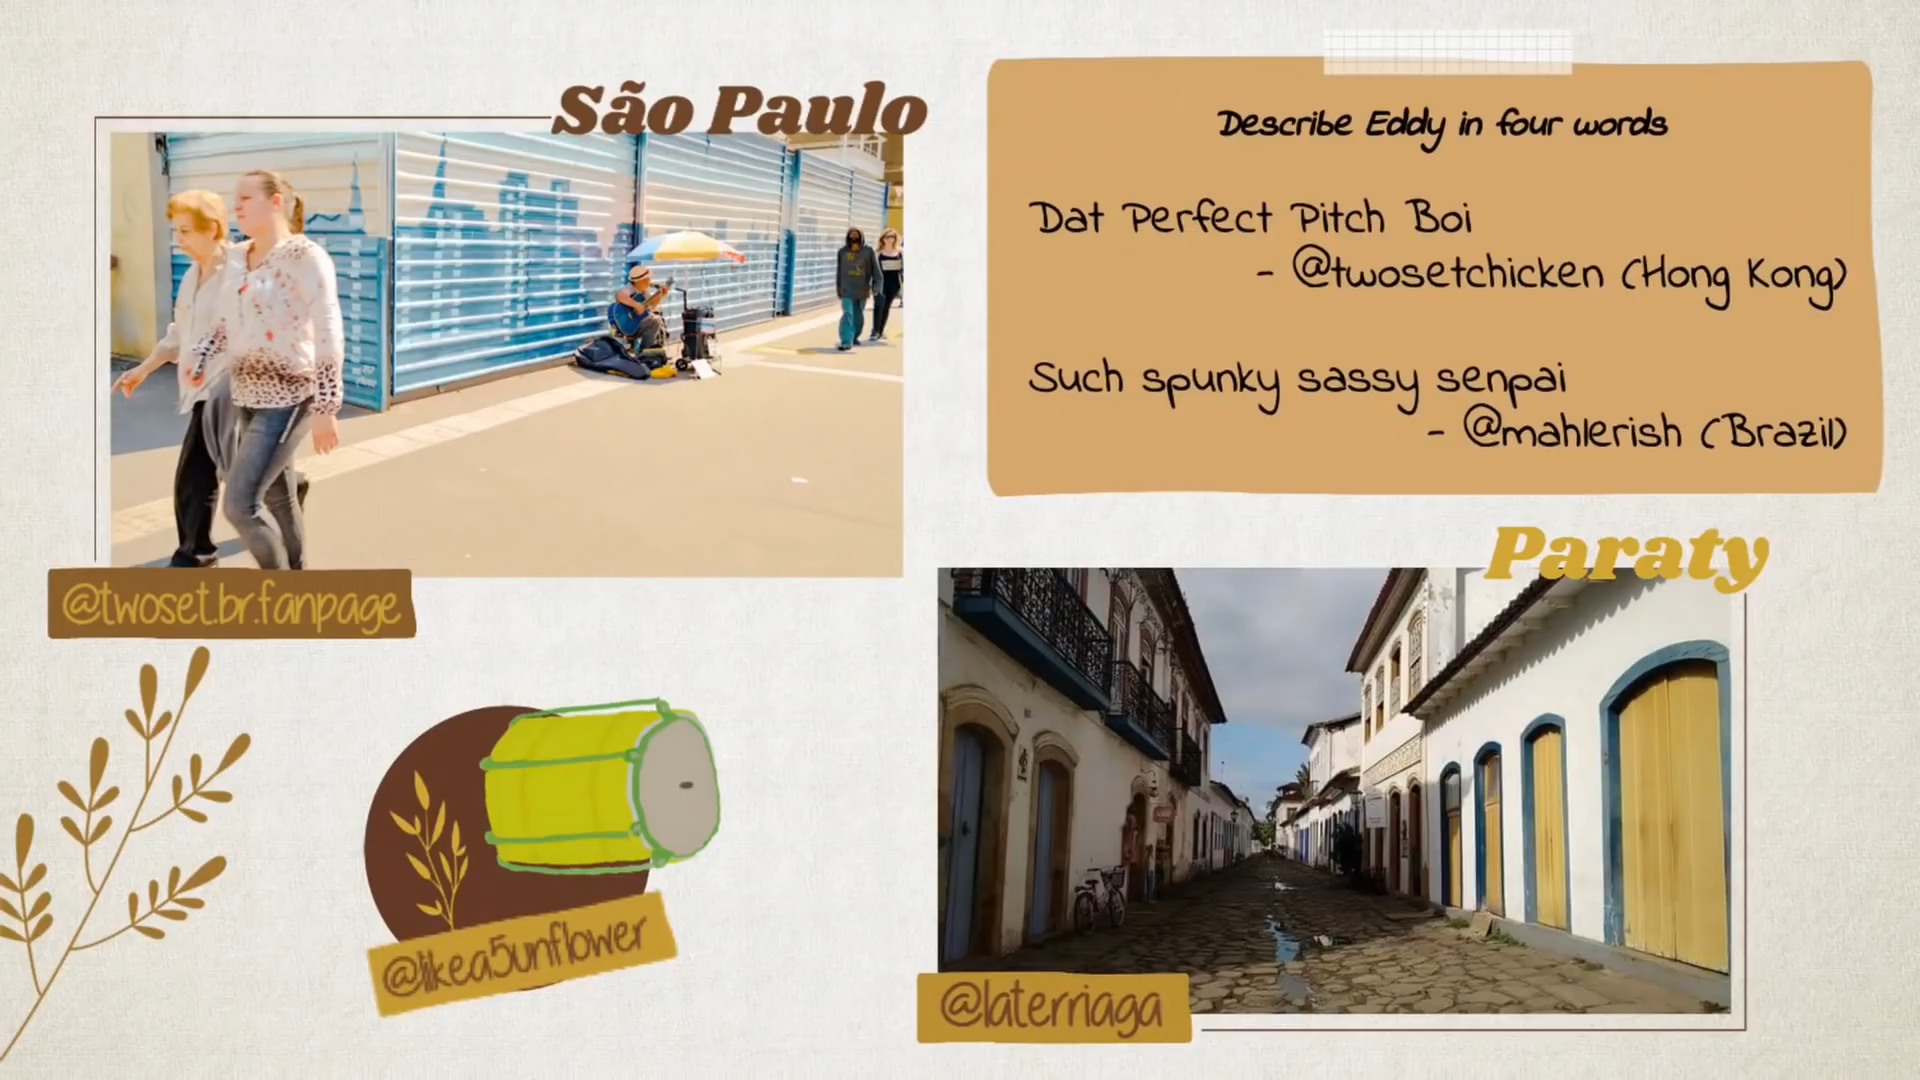 São Paulo
@twoset.br.fanpage
Describe Eddy in four words
Dat Perfect Pitch Boi
- @twosetchicken (Hong Kong)
Such spunky sassy senpai
- @mahlerish (Brazil)
@likea5unflower
Paraty
@laterriaga